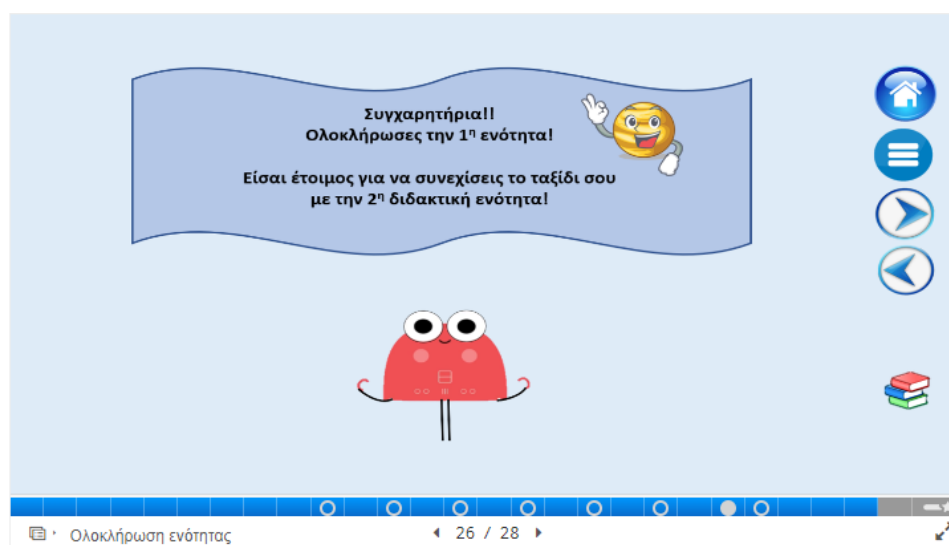 Συγχαρητήρια!!
Ολοκλήρωσες την 1η ενότητα!
Είσαι έτοιμος για να συνεχίσεις το ταξίδι σου
με την 2η διδακτική ενότητα!
Ολοκλήρωση ενότητας
26 / 28